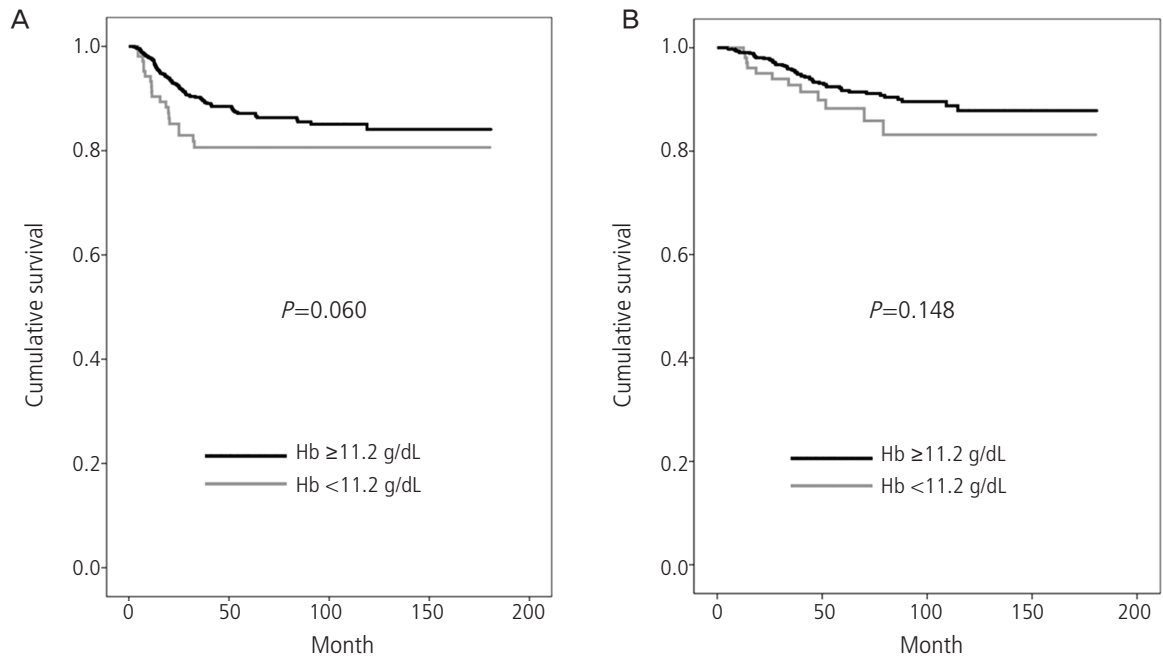 A
1.0
0.8
0.6
0.4
0.2
0.0
Cumulative survival
P=0.060
Hb ≥11.2 g/dL
Hb <11.2 g/dL
0 50 100 150 200
Month
B
1.0
0.8
0.6
0.4
0.2
0.0
Cumulative survival
P=0.148
Hb ≥11.2 g/dL
Hb <11.2 g/dL
0 50 100 150 200
Month